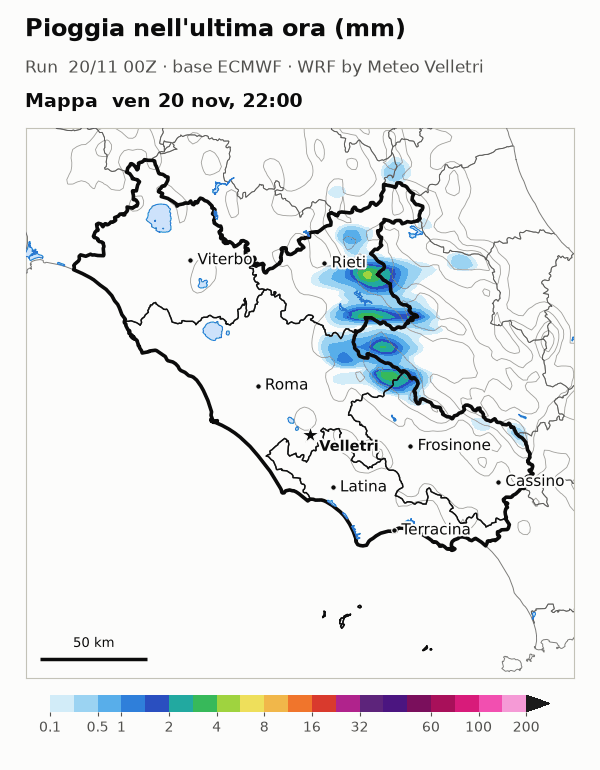 Pioggia nell'ultima ora (mm)
Run  20/11 00Z · base ECMWF · WRF by Meteo Velletri
Mappa  ven 20 nov, 22:00
Viterbo
Rieti
Roma
Velletri
Frosinone
Latina
Cassino
Terracina
50 km
0.1 0.5 1 2 4 8 16 32 60 100 200